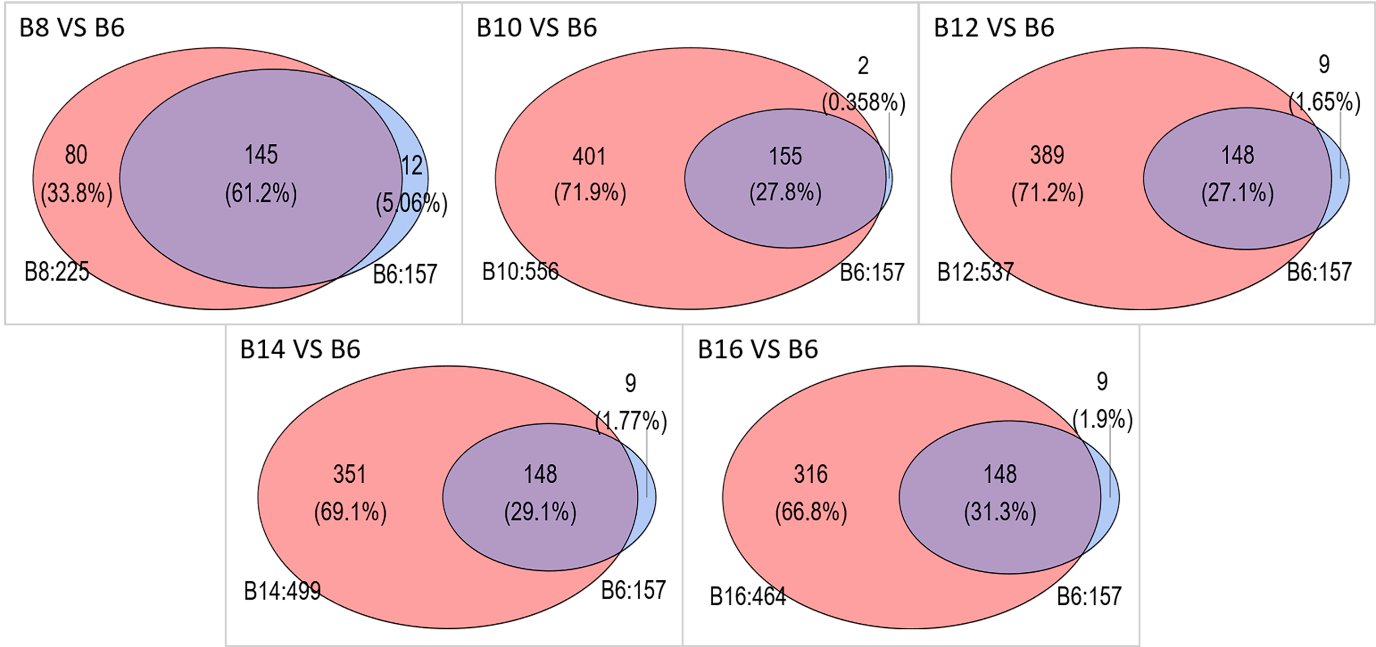 B8 VS B6
80
(33.8%)
145
(61.2%)
12
(5.06%)
B8:225
B6:157
B10 VS B6
2
(0.358%)
401
(71.9%)
155
(27.8%)
B10:556
B6:157
B12 VS B6
9
(1.65%)
389
(71.2%)
148
(27.1%)
B12:537
B6:157
B14 VS B6
9
(1.77%)
351
(69.1%)
148
(29.1%)
B14:499
B6:157
B16 VS B6
9
(1.9%)
316
(66.8%)
148
(31.3%)
B16:464
B6:157